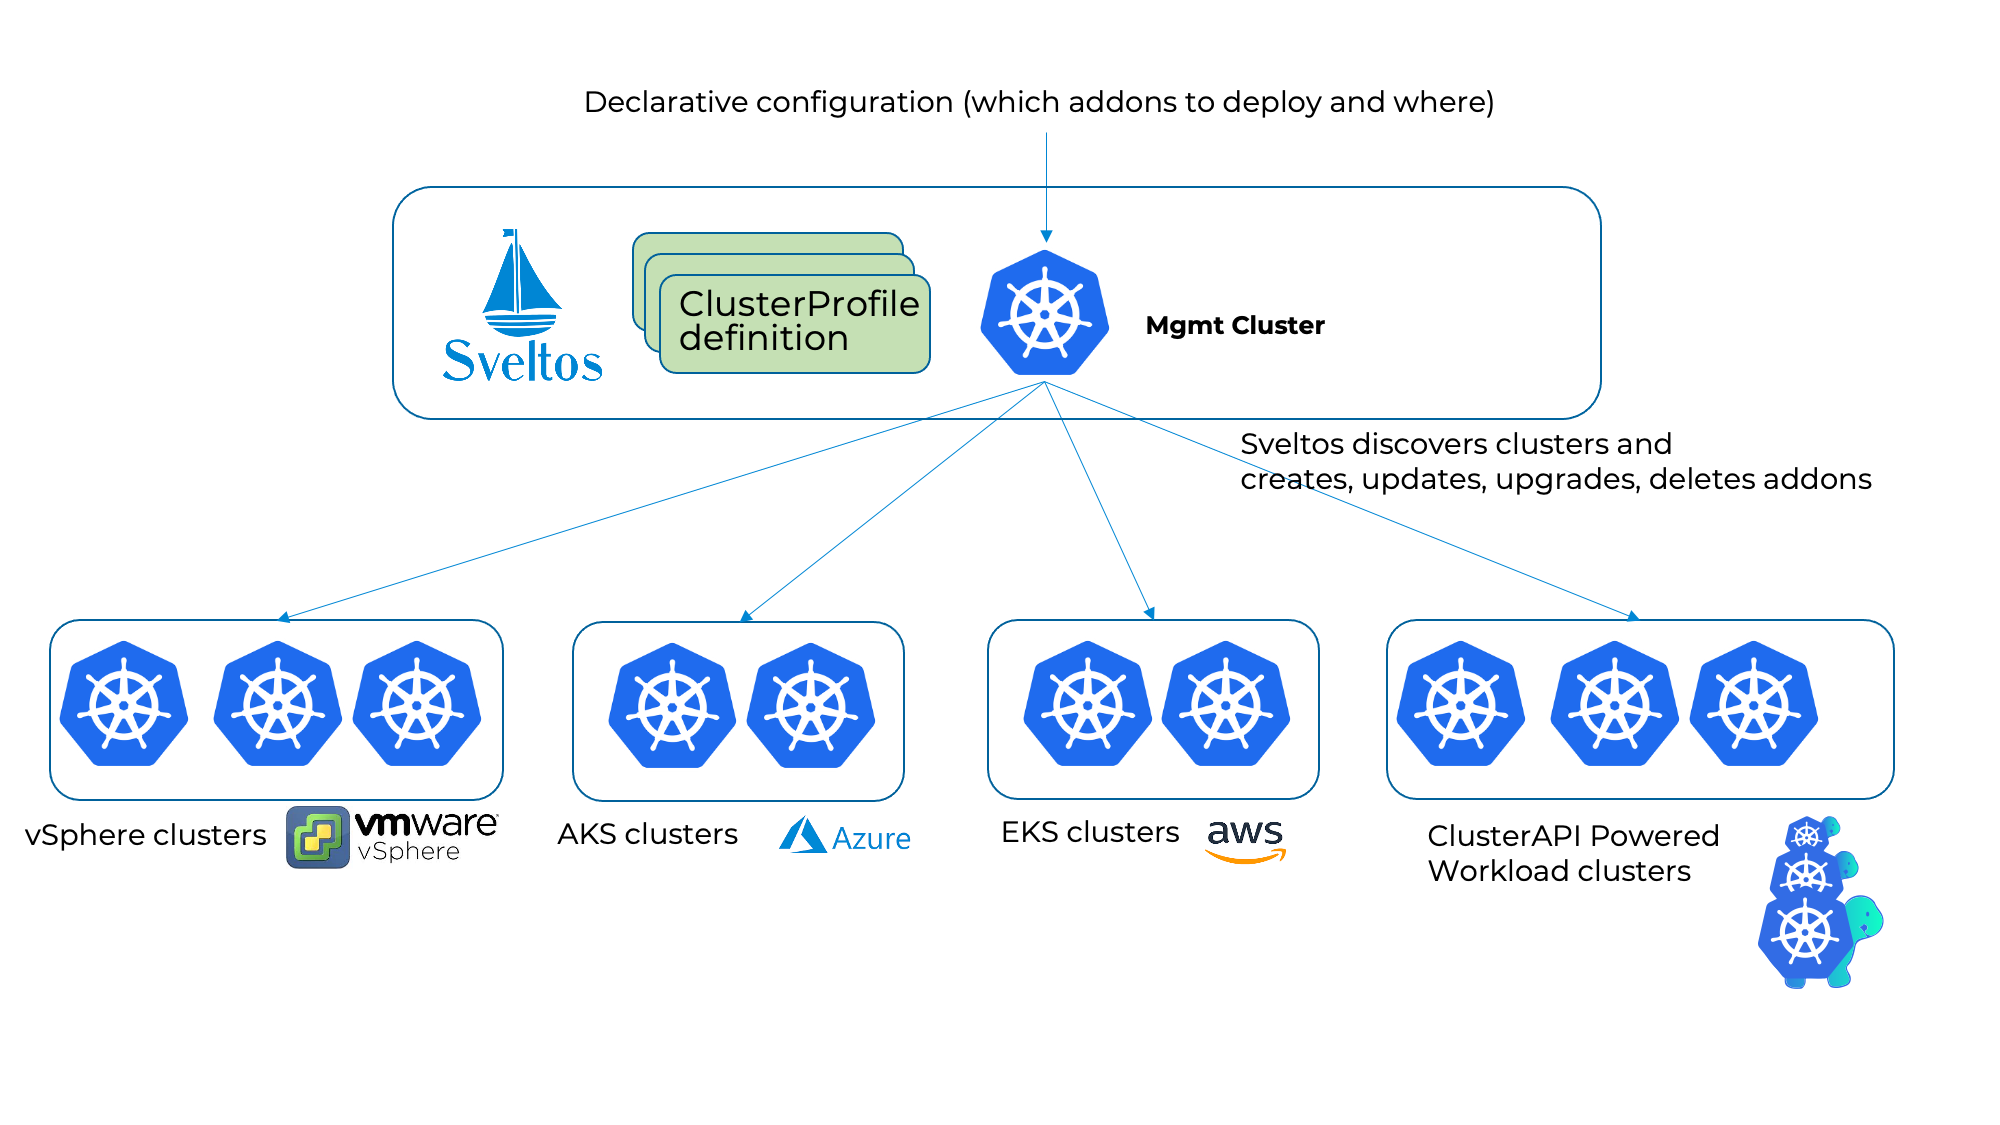 Declarative configuration (which addons to deploy and where)
Sveltos
ClusterProfile
definition
Mgmt Cluster
Sveltos discovers clusters and
creates, updates, upgrades, deletes addons
vSphere clusters
vmware
vSphere
AKS clusters
Azure
EKS clusters
aws
ClusterAPI Powered
Workload clusters